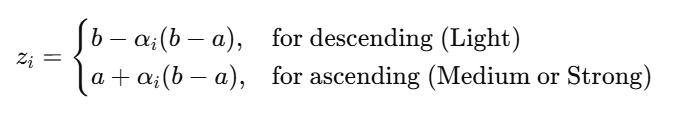 z_i = { b − α_i(b − a), for descending (Light)
a + α_i(b − a), for ascending (Medium or Strong)